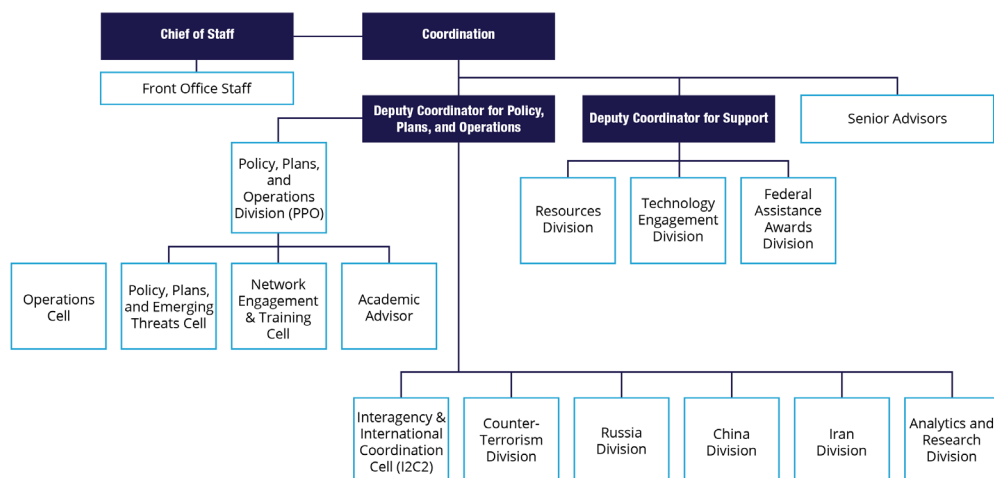 Chief of Staff
Coordination
Front Office Staff
Deputy Coordinator for Policy,
Plans, and Operations
Deputy Coordinator for Support
Senior Advisors
Policy, Plans,
and
Operations
Division (PPO)
Resources
Division
Technology
Engagement
Division
Federal
Assistance
Awards
Division
Operations
Cell
Policy, Plans,
and Emerging
Threats Cell
Network
Engagement
& Training
Cell
Academic
Advisor
Interagency &
International
Coordination
Cell (I2C2)
Counter-
Terrorism
Division
Russia
Division
China
Division
Iran
Division
Analytics and
Research
Division